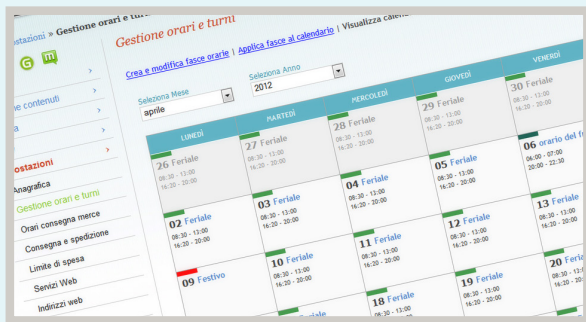 ostazioni » Gestione orari e turni
G m
Gestione orari e turni
Crea e modifica fasce orarie | Applica fasce al calendario | Visualizza calen
Seleziona Mese
aprile
Seleziona Anno
2012
e contenuti
ostazioni
Anagrafica
Gestione orari e turni
Orari consegna merce
Consegna e spedizione
Limite di spesa
Servizi Web
Indirizzi web
LUNEDÌ MARTEDÌ MERCOLEDÌ GIOVEDÌ VENERDÌ
26 Feriale
08:30 - 13:00
16:20 - 20:00
27 Feriale
08:30 - 13:00
16:20 - 20:00
28 Feriale
08:30 - 13:00
16:20 - 20:00
29 Feriale
08:30 - 13:00
16:20 - 20:00
30 Feriale
08:30 - 13:00
16:20 - 20:00
02 Feriale
08:30 - 13:00
16:20 - 20:00
03 Feriale
08:30 - 13:00
16:20 - 20:00
04 Feriale
08:30 - 13:00
16:20 - 20:00
05 Feriale
08:30 - 13:00
16:20 - 20:00
06 orario del f
06:00 - 07:00
20:00 - 22:30
09 Festivo
10 Feriale
08:30 - 13:00
16:20 - 20:00
11 Feriale
08:30 - 13:00
16:20 - 20:00
12 Feriale
08:30 - 13:00
16:20 - 20:00
13 Feriale
08:30 - 13:00
16:20 - 20:00
18 Feriale
08:30 - 13:00
19 Feriale
08:30 - 13:00
16:20 - 20:00
20 Feria
08:30 - 13:00
16:20 - 20:00